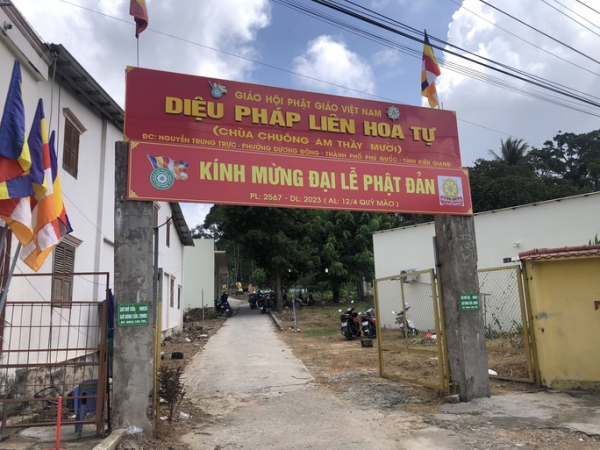 GIÁO HỘI PHẬT GIÁO VIỆT NAM
DIỆU PHÁP LIÊN HOA TỰ
(CHÙA CHUÔNG AM THẦY MƯỜI)
ĐC: NGUYỄN TRUNG TRỰC - PHƯỜNG DƯƠNG ĐÔNG - THÀNH PHỐ PHÚ QUỐC - TỈNH KIÊN GIANG
KÍNH MỪNG ĐẠI LỄ PHẬT ĐẢN
PL: 2567 - DL: 2023 ( AL: 12/4 QUÝ MÃO )